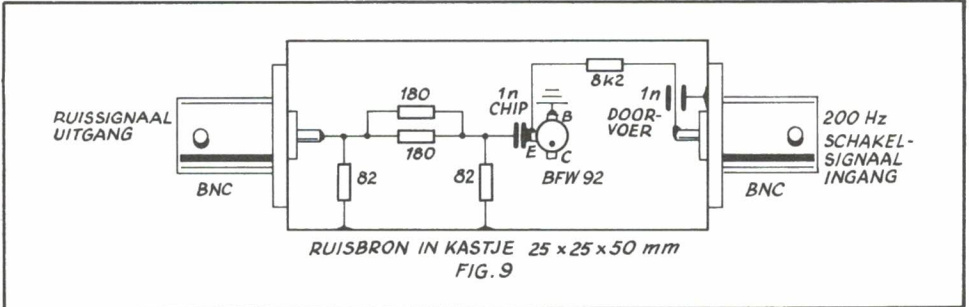 RUISSIGNAAL
UITGANG
BNC
180
180
82
82
1n
CHIP
E
B
C
BFW 92
8k2
1n
DOOR-
VOER
200 Hz
SCHAKEL-
SIGNAAL
INGANG
BNC
RUISBRON IN KASTJE 25 x 25 x 50 mm
FIG. 9